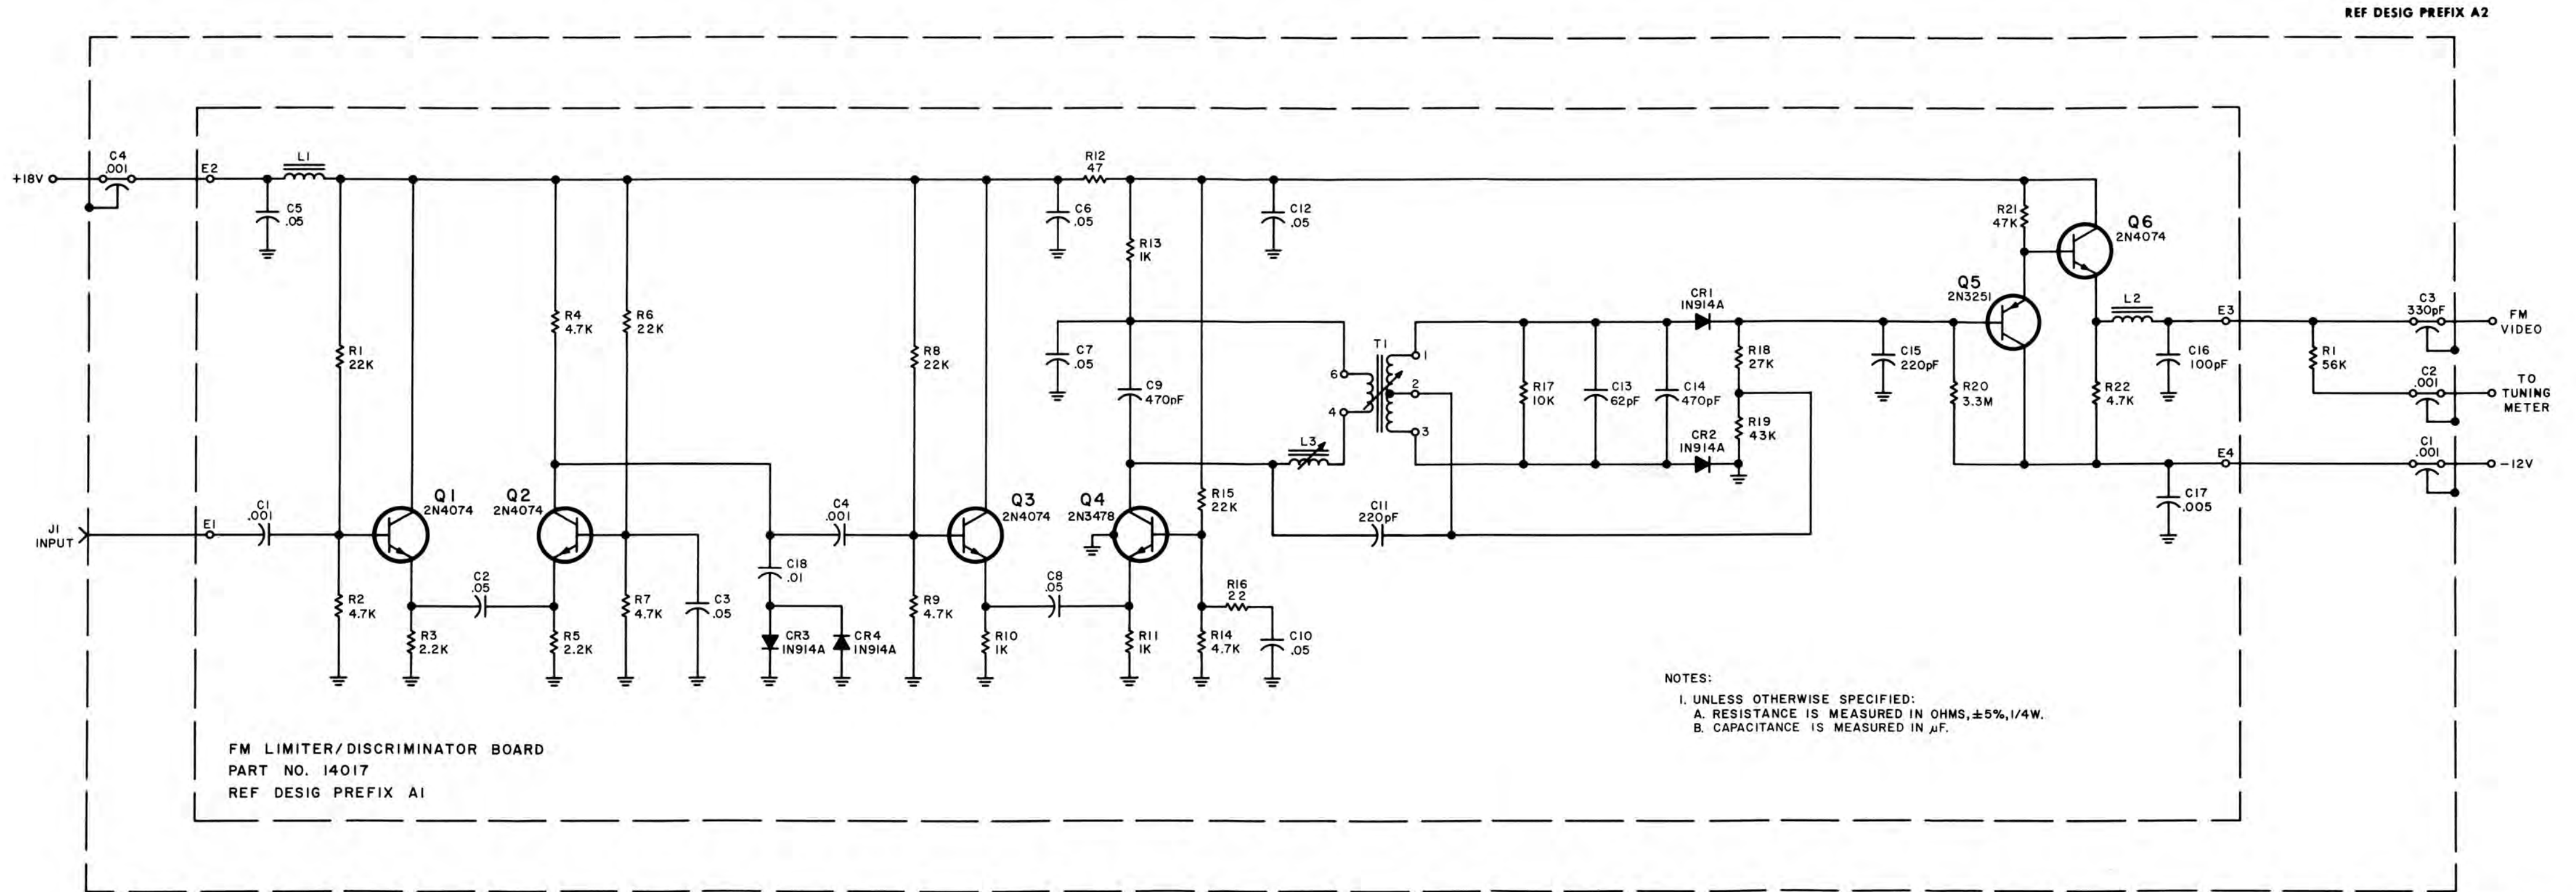 REF DESIG PREFIX A2
+18V
C4
.001
E2
L1
C5
.05
R12
47
C6
.05
C12
.05
R13
1K
R21
47K
Q6
2N4074
Q5
2N3251
R1
22K
R4
4.7K
R6
22K
R8
22K
C7
.05
C9
470pF
T1
6
4
1
2
3
L3
R17
10K
C13
62pF
C14
470pF
CR1
1N914A
R18
27K
R19
43K
CR2
1N914A
C15
220pF
R20
3.3M
R22
4.7K
L2
C16
100pF
E3
C3
330pF
FM
VIDEO
R1
56K
C2
.001
TO
TUNING
METER
E4
C1
.001
-12V
C17
.005
J1
INPUT
E1
C1
.001
Q1
2N4074
Q2
2N4074
C4
.001
Q3
2N4074
Q4
2N3478
R15
22K
C11
220pF
R2
4.7K
C2
.05
R3
2.2K
R5
2.2K
R7
4.7K
C3
.05
C18
.01
CR3
1N914A
CR4
1N914A
R9
4.7K
C8
.05
R10
1K
R11
1K
R16
22
R14
4.7K
C10
.05
NOTES:
1. UNLESS OTHERWISE SPECIFIED:
A. RESISTANCE IS MEASURED IN OHMS,±5%,1/4W.
B. CAPACITANCE IS MEASURED IN µF.
FM LIMITER/DISCRIMINATOR BOARD
PART NO. 14017
REF DESIG PREFIX A1